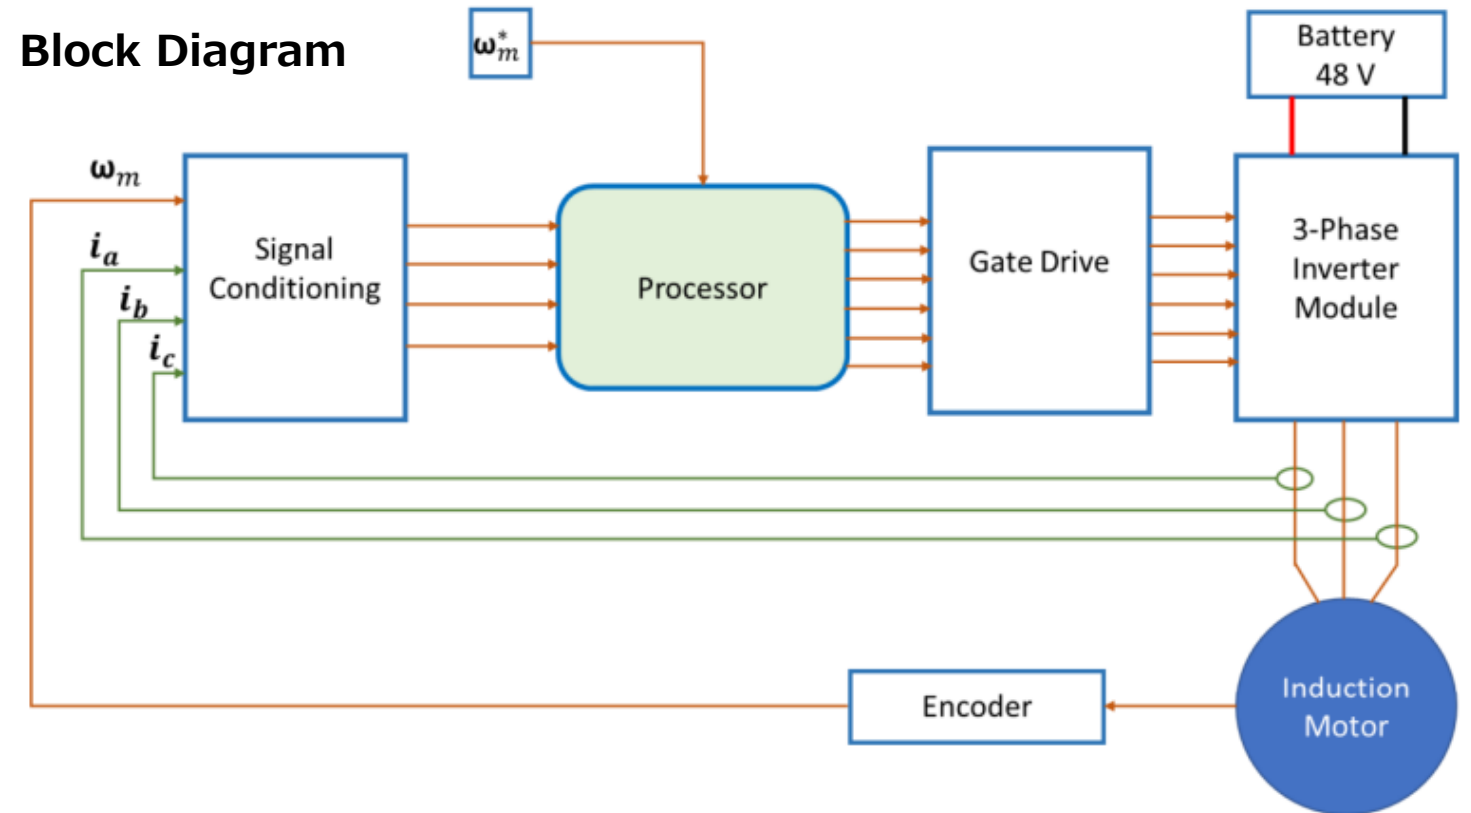 Block Diagram
ω*m
Battery
48 V
ωm
ia
ib
ic
Signal
Conditioning
Processor
Gate Drive
3-Phase
Inverter
Module
Encoder
Induction
Motor